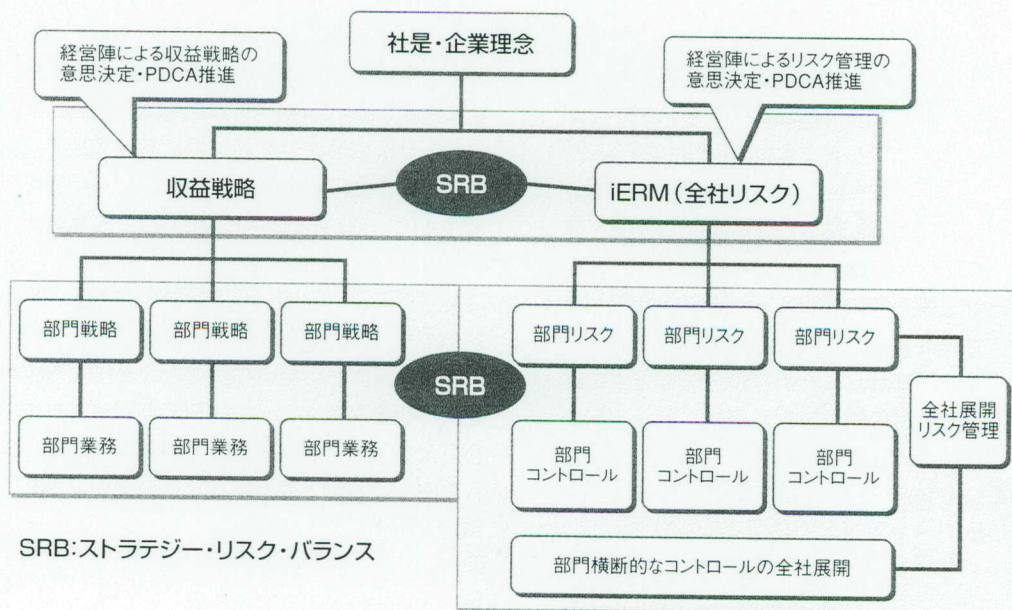 社是・企業理念
経営陣による収益戦略の
意思決定・PDCA推進
経営陣によるリスク管理の
意思決定・PDCA推進
収益戦略
SRB
iERM(全社リスク)
部門戦略
部門戦略
部門戦略
部門リスク
部門リスク
部門リスク
SRB
全社展開
リスク管理
部門業務
部門業務
部門業務
部門
コントロール
部門
コントロール
部門
コントロール
SRB:ストラテジー・リスク・バランス
部門横断的なコントロールの全社展開